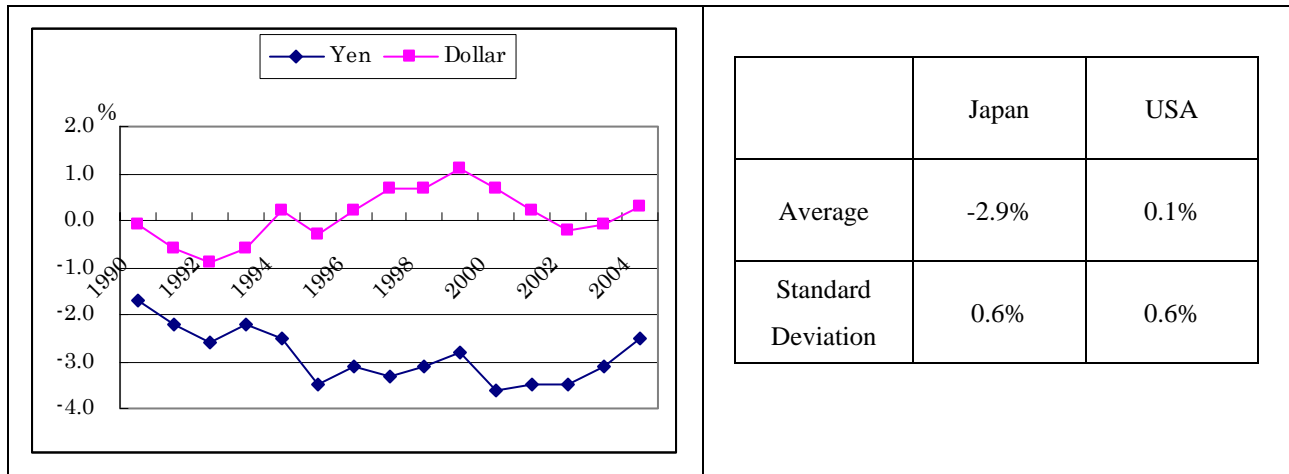 Yen Dollar
%
2.0
1.0
0.0
-1.0
-2.0
-3.0
-4.0
1990 1992 1994 1996 1998 2000 2002 2004
Japan USA
Average -2.9% 0.1%
Standard
Deviation 0.6% 0.6%